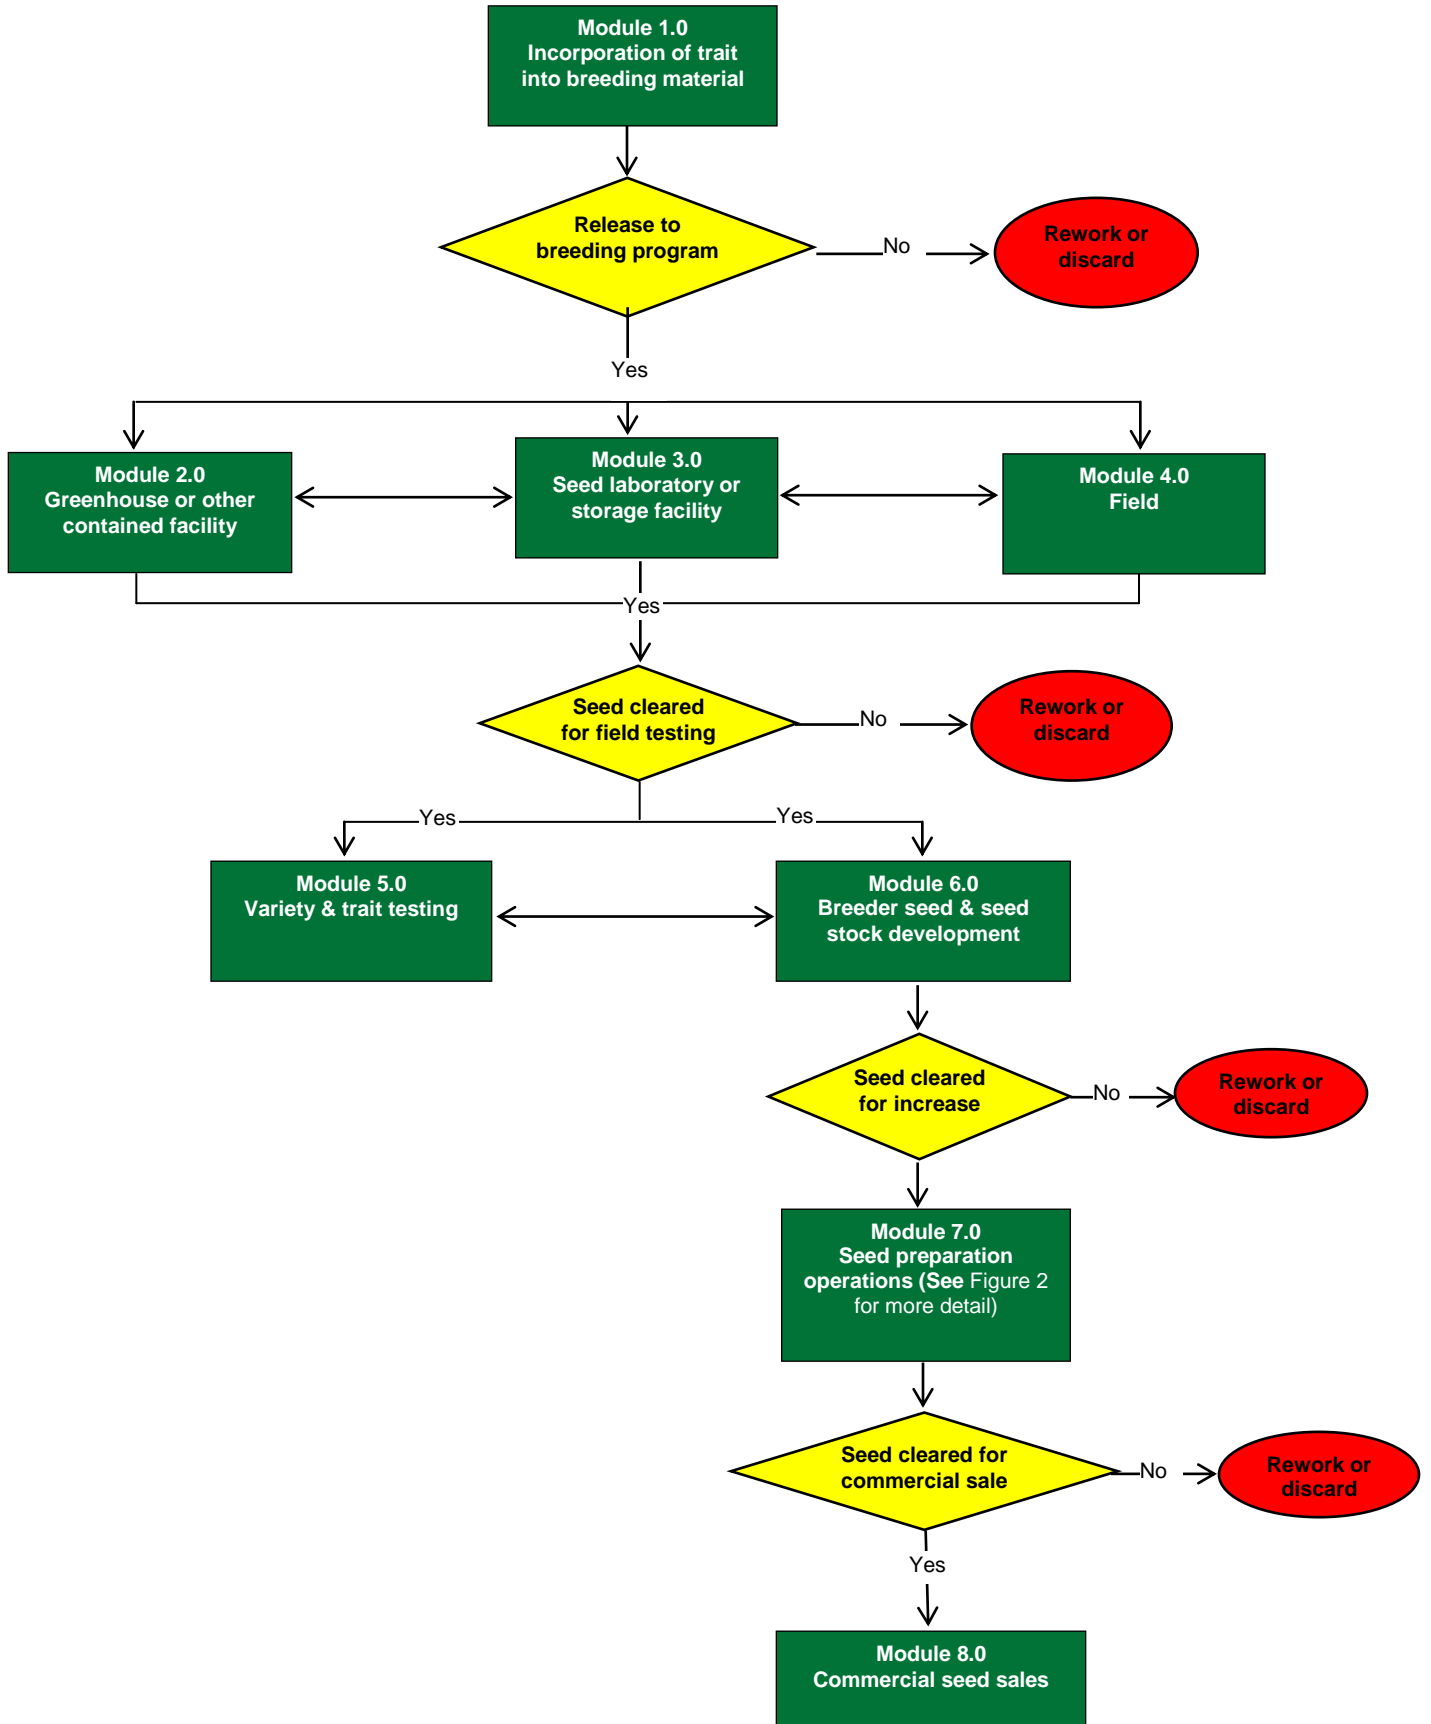 Module 1.0
Incorporation of trait
into breeding material
Release to
breeding program
No
Rework or
discard
Yes
Module 2.0
Greenhouse or other
contained facility
Module 3.0
Seed laboratory or
storage facility
Module 4.0
Field
Yes
Seed cleared
for field testing
No
Rework or
discard
Yes
Yes
Module 5.0
Variety & trait testing
Module 6.0
Breeder seed & seed
stock development
Seed cleared
for increase
No
Rework or
discard
Module 7.0
Seed preparation
operations (See Figure 2
for more detail)
Seed cleared for
commercial sale
No
Rework or
discard
Yes
Module 8.0
Commercial seed sales